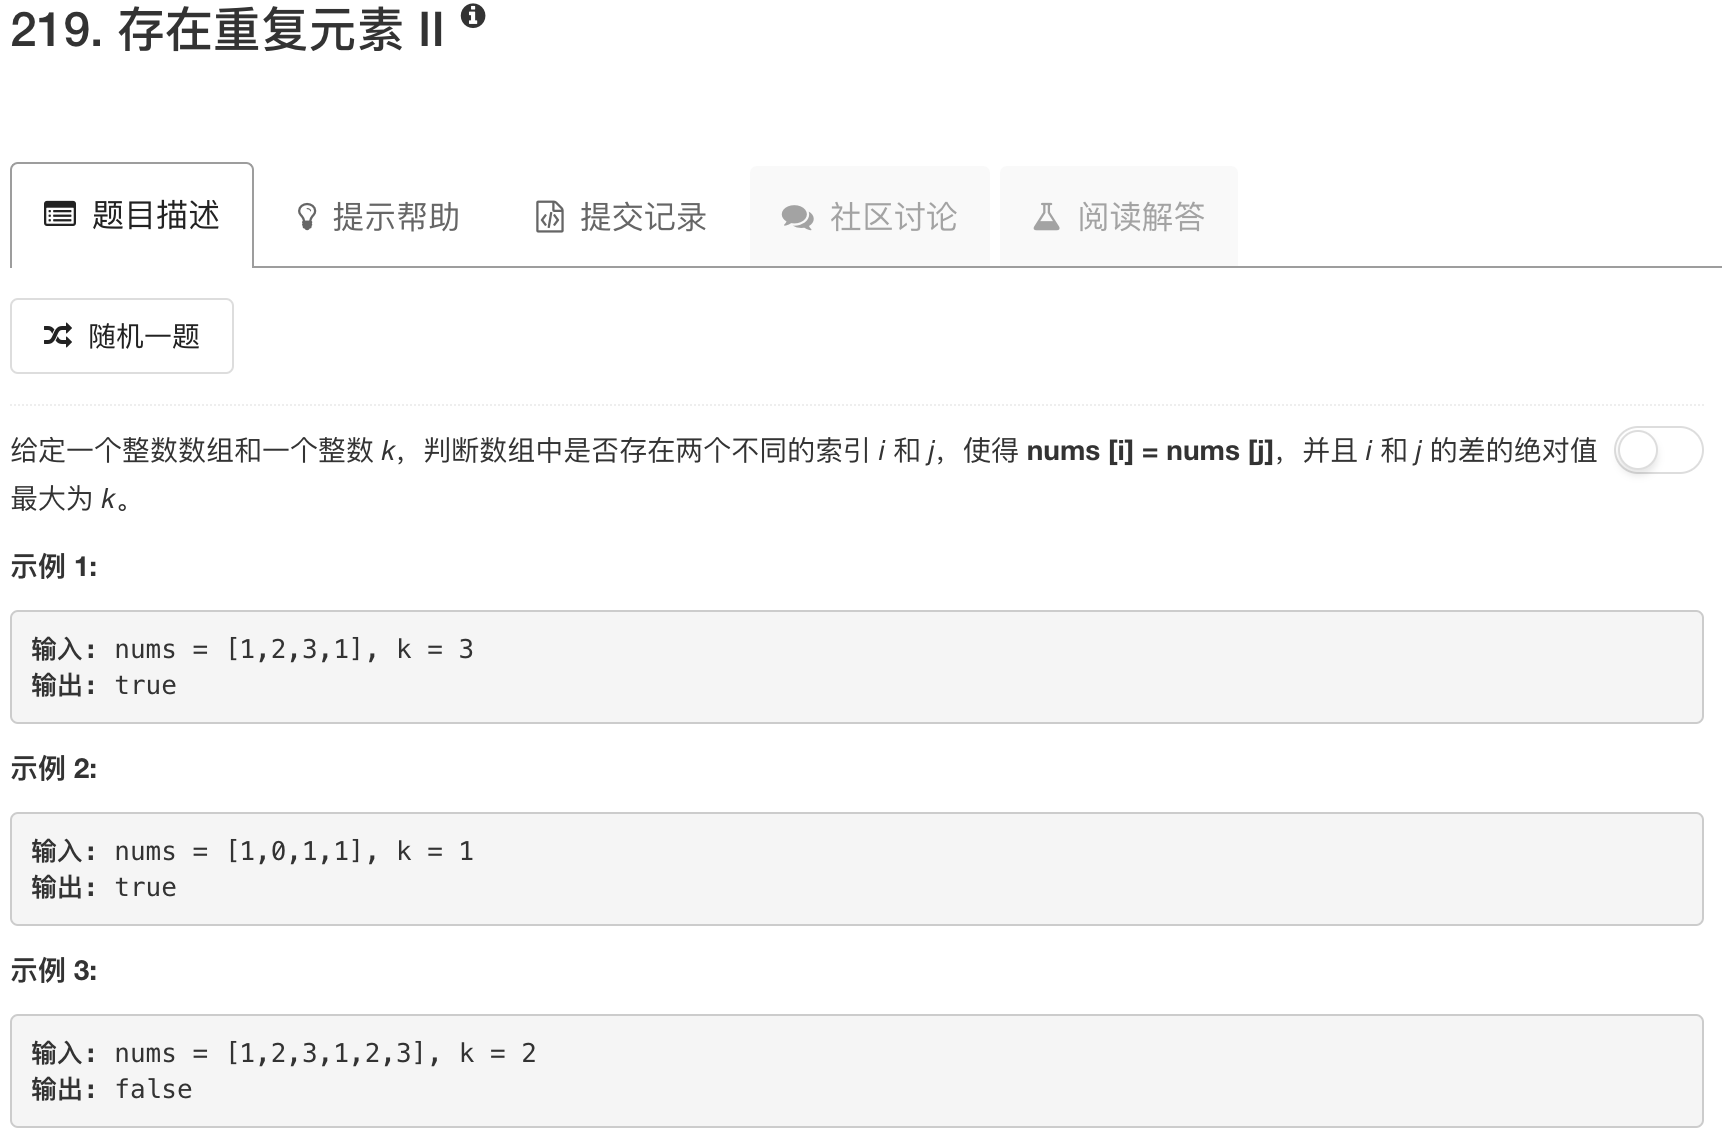 219. 存在重复元素 II
题目描述 提示帮助 提交记录 社区讨论 阅读解答
随机一题
给定一个整数数组和一个整数 k，判断数组中是否存在两个不同的索引 i 和 j，使得 nums [i] = nums [j]，并且 i 和 j 的差的绝对值
最大为 k。
示例 1:
输入: nums = [1,2,3,1], k = 3
输出: true
示例 2:
输入: nums = [1,0,1,1], k = 1
输出: true
示例 3:
输入: nums = [1,2,3,1,2,3], k = 2
输出: false